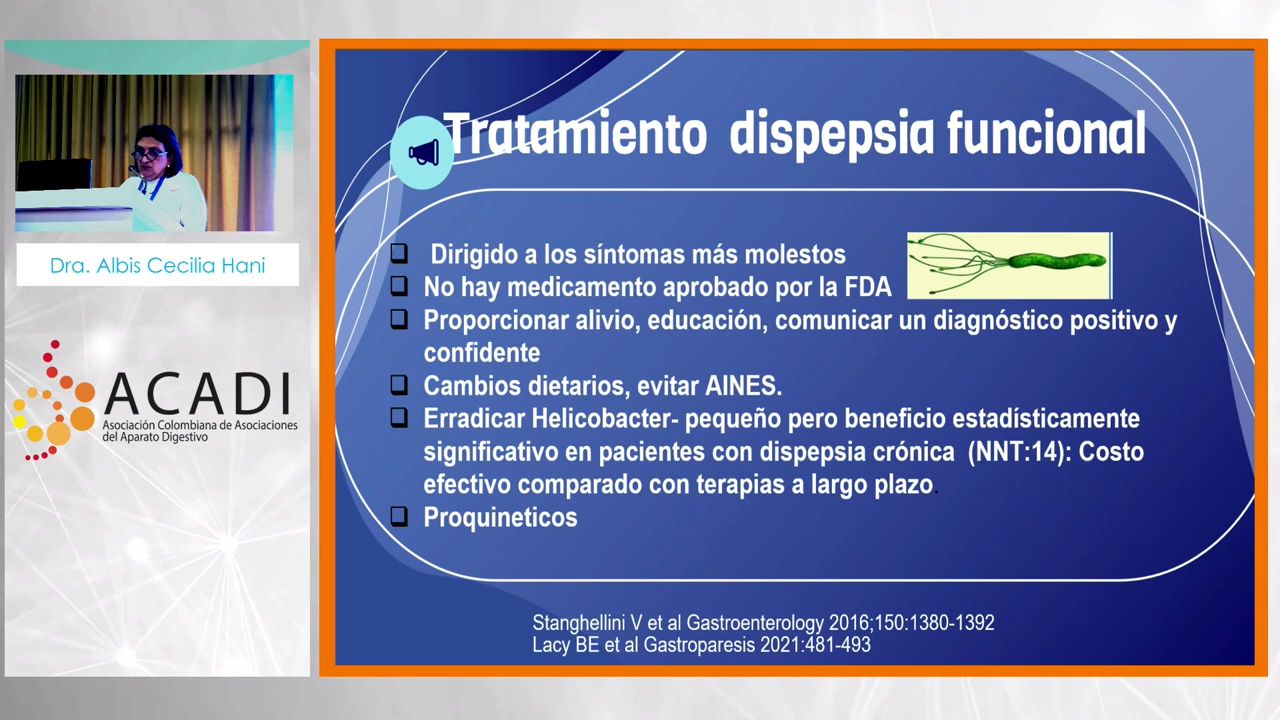 Dra. Albis Cecilia Hani
ACADI
Asociación Colombiana de Asociaciones
del Aparato Digestivo
Tratamiento dispepsia funcional
Dirigido a los síntomas más molestos
No hay medicamento aprobado por la FDA
Proporcionar alivio, educación, comunicar un diagnóstico positivo y
confidente
Cambios dietarios, evitar AINES.
Erradicar Helicobacter- pequeño pero beneficio estadísticamente
significativo en pacientes con dispepsia crónica (NNT:14): Costo
efectivo comparado con terapias a largo plazo.
Proquineticos
Stanghellini V et al Gastroenterology 2016;150:1380-1392
Lacy BE et al Gastroparesis 2021:481-493